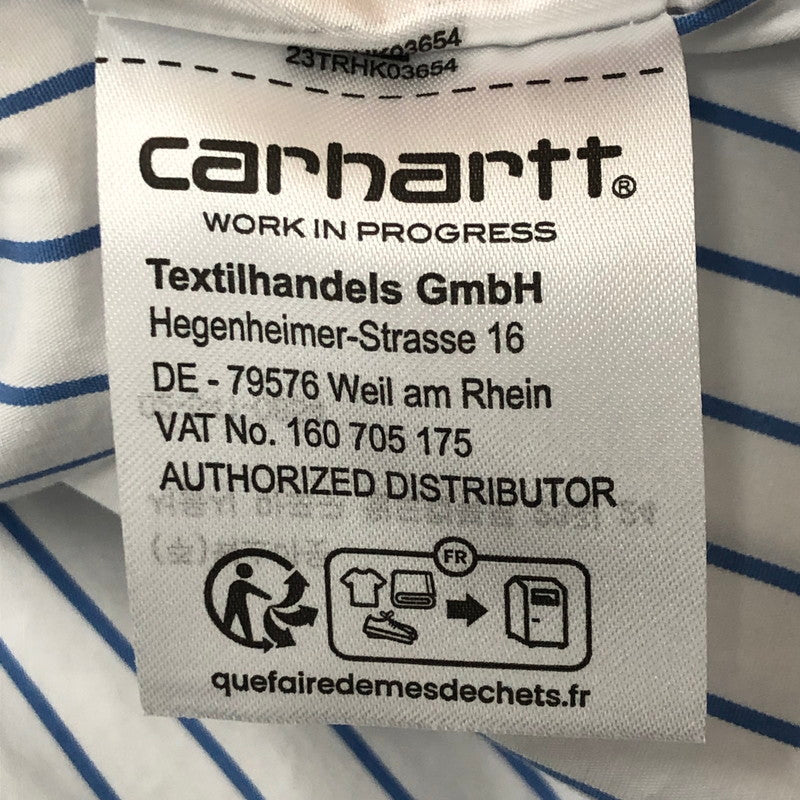 23TRHK03654
carhartt®
WORK IN PROGRESS
Textilhandels GmbH
Hegenheimer-Strasse 16
DE - 79576 Weil am Rhein
VAT No. 160 705 175
AUTHORIZED DISTRIBUTOR
FR
quefairedemesdechets.fr